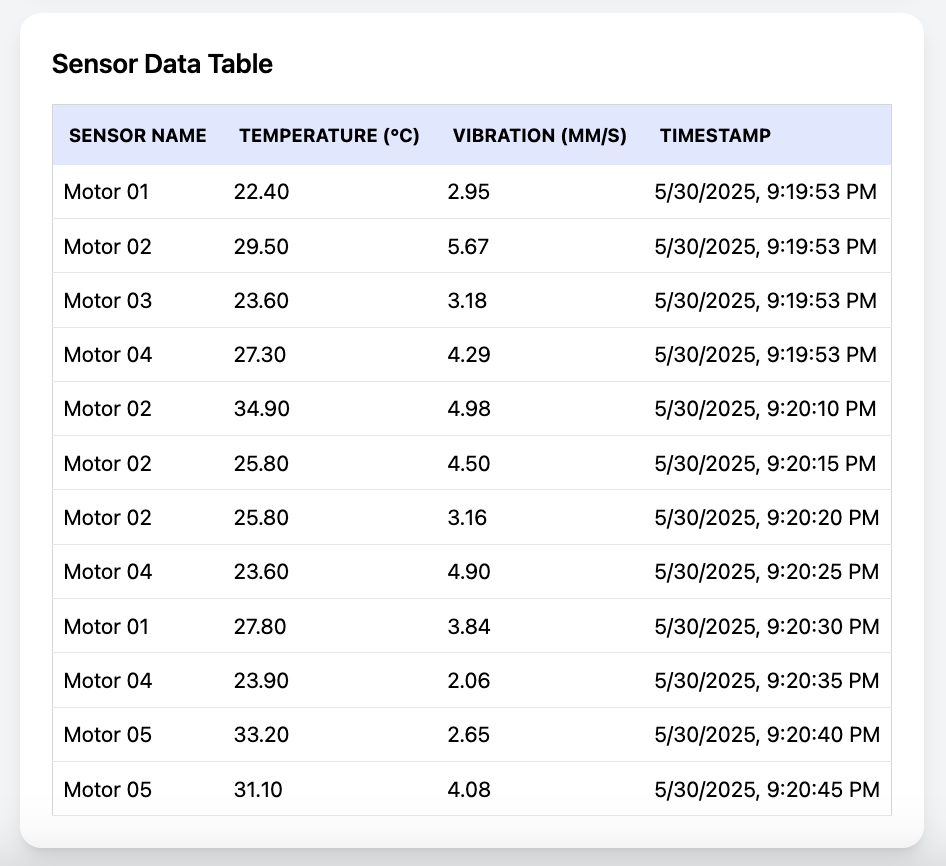 Sensor Data Table
SENSOR NAME TEMPERATURE (°C) VIBRATION (MM/S) TIMESTAMP
Motor 01 22.40 2.95 5/30/2025, 9:19:53 PM
Motor 02 29.50 5.67 5/30/2025, 9:19:53 PM
Motor 03 23.60 3.18 5/30/2025, 9:19:53 PM
Motor 04 27.30 4.29 5/30/2025, 9:19:53 PM
Motor 02 34.90 4.98 5/30/2025, 9:20:10 PM
Motor 02 25.80 4.50 5/30/2025, 9:20:15 PM
Motor 02 25.80 3.16 5/30/2025, 9:20:20 PM
Motor 04 23.60 4.90 5/30/2025, 9:20:25 PM
Motor 01 27.80 3.84 5/30/2025, 9:20:30 PM
Motor 04 23.90 2.06 5/30/2025, 9:20:35 PM
Motor 05 33.20 2.65 5/30/2025, 9:20:40 PM
Motor 05 31.10 4.08 5/30/2025, 9:20:45 PM